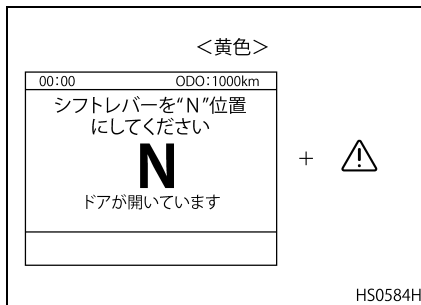 ＜黄色＞
00:00 ODO:1000km
シフトレバーを“N”位置
にしてください
N
ドアが開いています
+
HS0584H